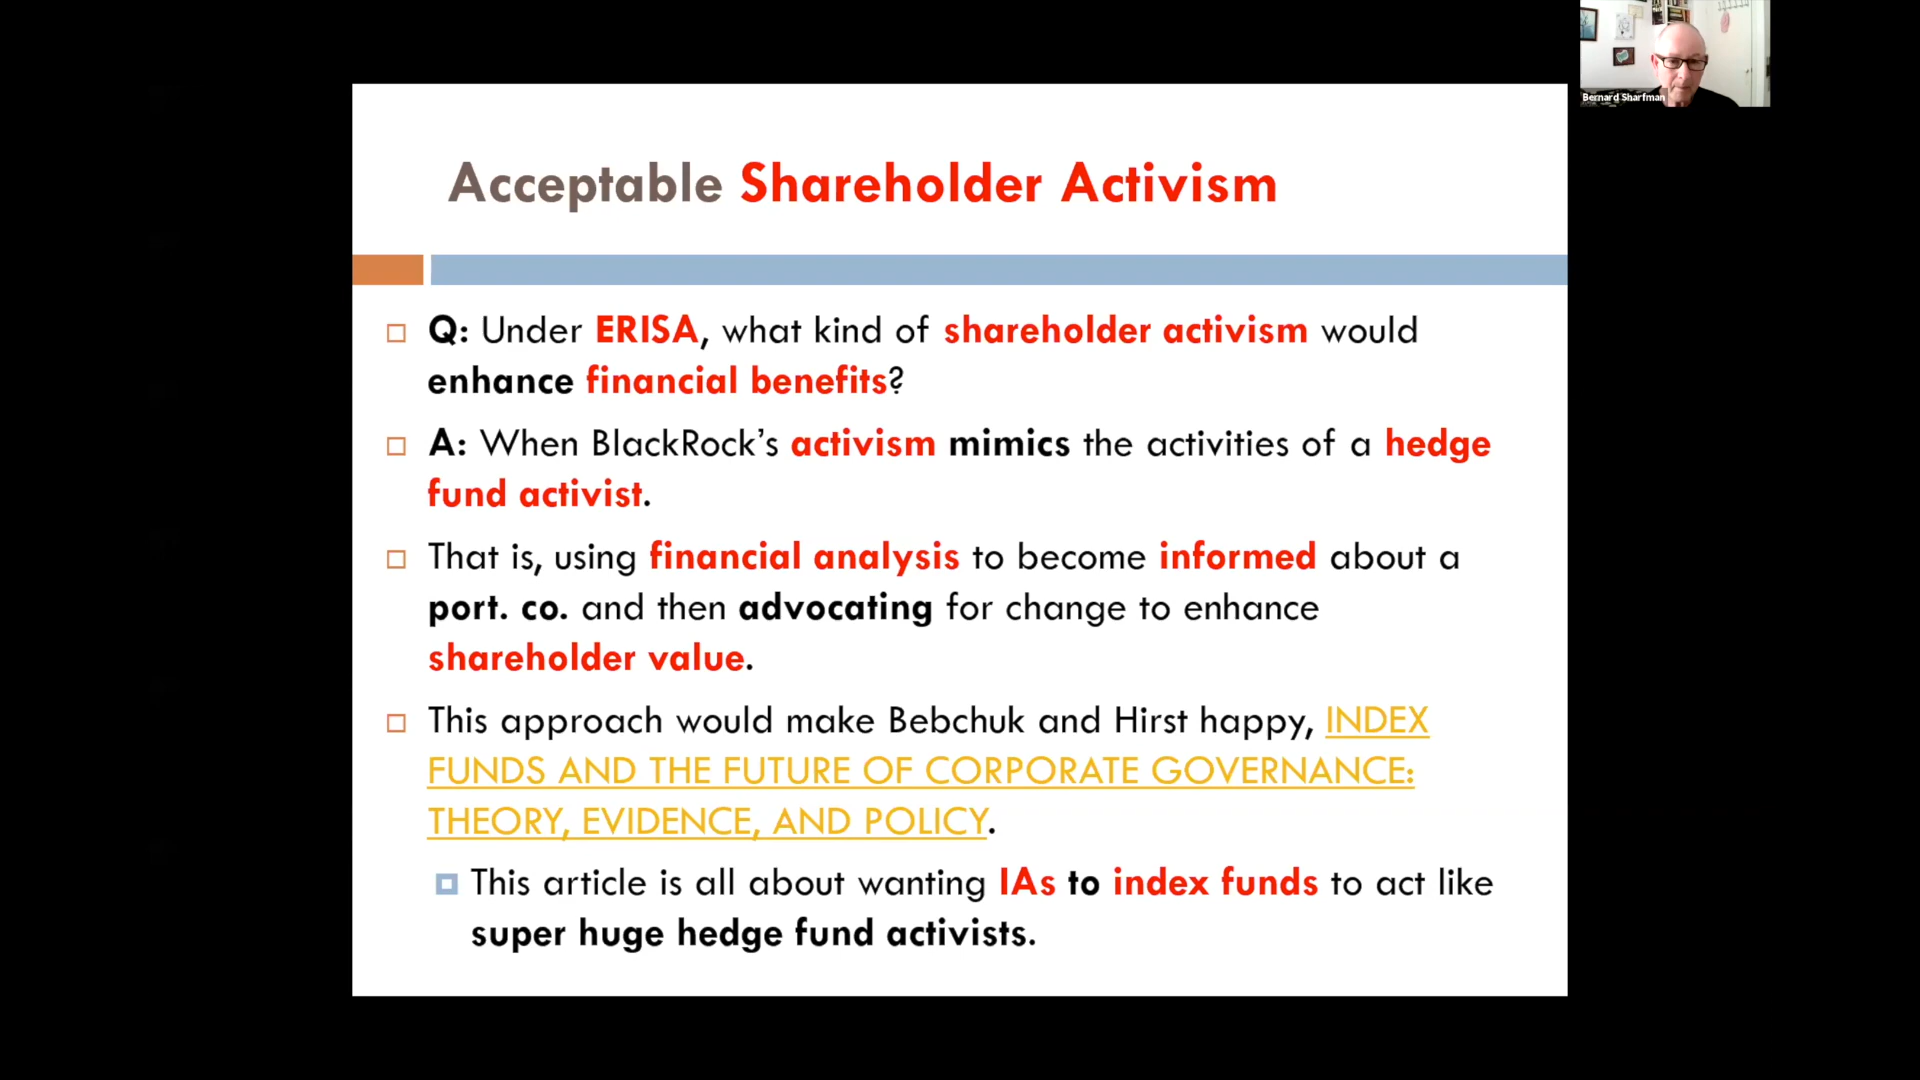 Bernard Sharfman
Acceptable Shareholder Activism
Q: Under ERISA, what kind of shareholder activism would
enhance financial benefits?
A: When BlackRock’s activism mimics the activities of a hedge
fund activist.
That is, using financial analysis to become informed about a
port. co. and then advocating for change to enhance
shareholder value.
This approach would make Bebchuk and Hirst happy, INDEX
FUNDS AND THE FUTURE OF CORPORATE GOVERNANCE:
THEORY, EVIDENCE, AND POLICY.
This article is all about wanting IAs to index funds to act like
super huge hedge fund activists.